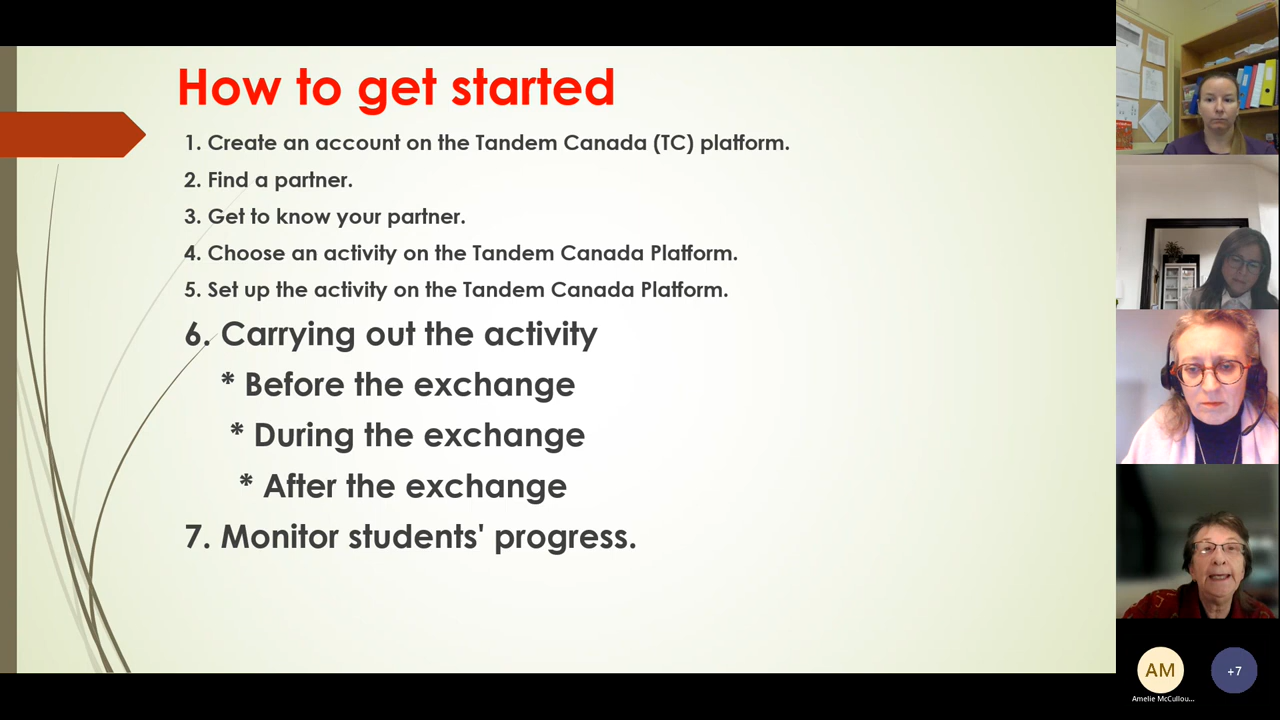 How to get started
1. Create an account on the Tandem Canada (TC) platform.
2. Find a partner.
3. Get to know your partner.
4. Choose an activity on the Tandem Canada Platform.
5. Set up the activity on the Tandem Canada Platform.
6. Carrying out the activity
* Before the exchange
* During the exchange
* After the exchange
7. Monitor students' progress.
AM
+7
Amelie McCullou...